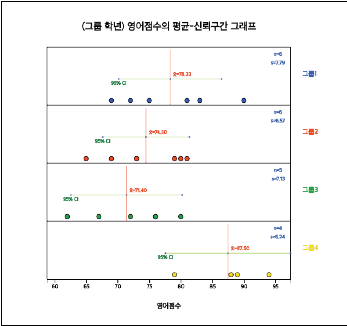 (그룹 학년) 영어점수의 평균-신뢰구간 그래프
n=6
s=7.79
그룹1
x̄=78.33
95% CI
n=6
s=6.57
그룹2
x̄=74.50
95% CI
n=5
s=7.13
그룹3
x̄=71.40
95% CI
n=4
s=6.24
그룹4
x̄=87.50
95% CI
60 65 70 75 80 85 90 95
영어점수